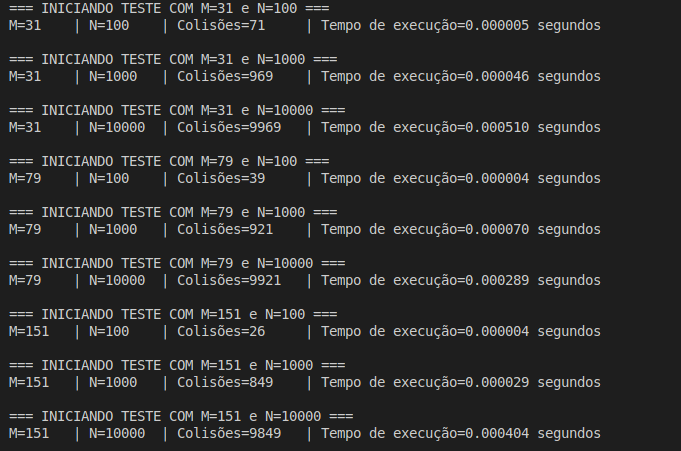 === INICIANDO TESTE COM M=31 e N=100 ===
M=31    | N=100    | Colisões=71     | Tempo de execução=0.000005 segundos
=== INICIANDO TESTE COM M=31 e N=1000 ===
M=31    | N=1000   | Colisões=969    | Tempo de execução=0.000046 segundos
=== INICIANDO TESTE COM M=31 e N=10000 ===
M=31    | N=10000  | Colisões=9969   | Tempo de execução=0.000510 segundos
=== INICIANDO TESTE COM M=79 e N=100 ===
M=79    | N=100    | Colisões=39     | Tempo de execução=0.000004 segundos
=== INICIANDO TESTE COM M=79 e N=1000 ===
M=79    | N=1000   | Colisões=921    | Tempo de execução=0.000070 segundos
=== INICIANDO TESTE COM M=79 e N=10000 ===
M=79    | N=10000  | Colisões=9921   | Tempo de execução=0.000289 segundos
=== INICIANDO TESTE COM M=151 e N=100 ===
M=151   | N=100    | Colisões=26     | Tempo de execução=0.000004 segundos
=== INICIANDO TESTE COM M=151 e N=1000 ===
M=151   | N=1000   | Colisões=849    | Tempo de execução=0.000029 segundos
=== INICIANDO TESTE COM M=151 e N=10000 ===
M=151   | N=10000  | Colisões=9849   | Tempo de execução=0.000404 segundos